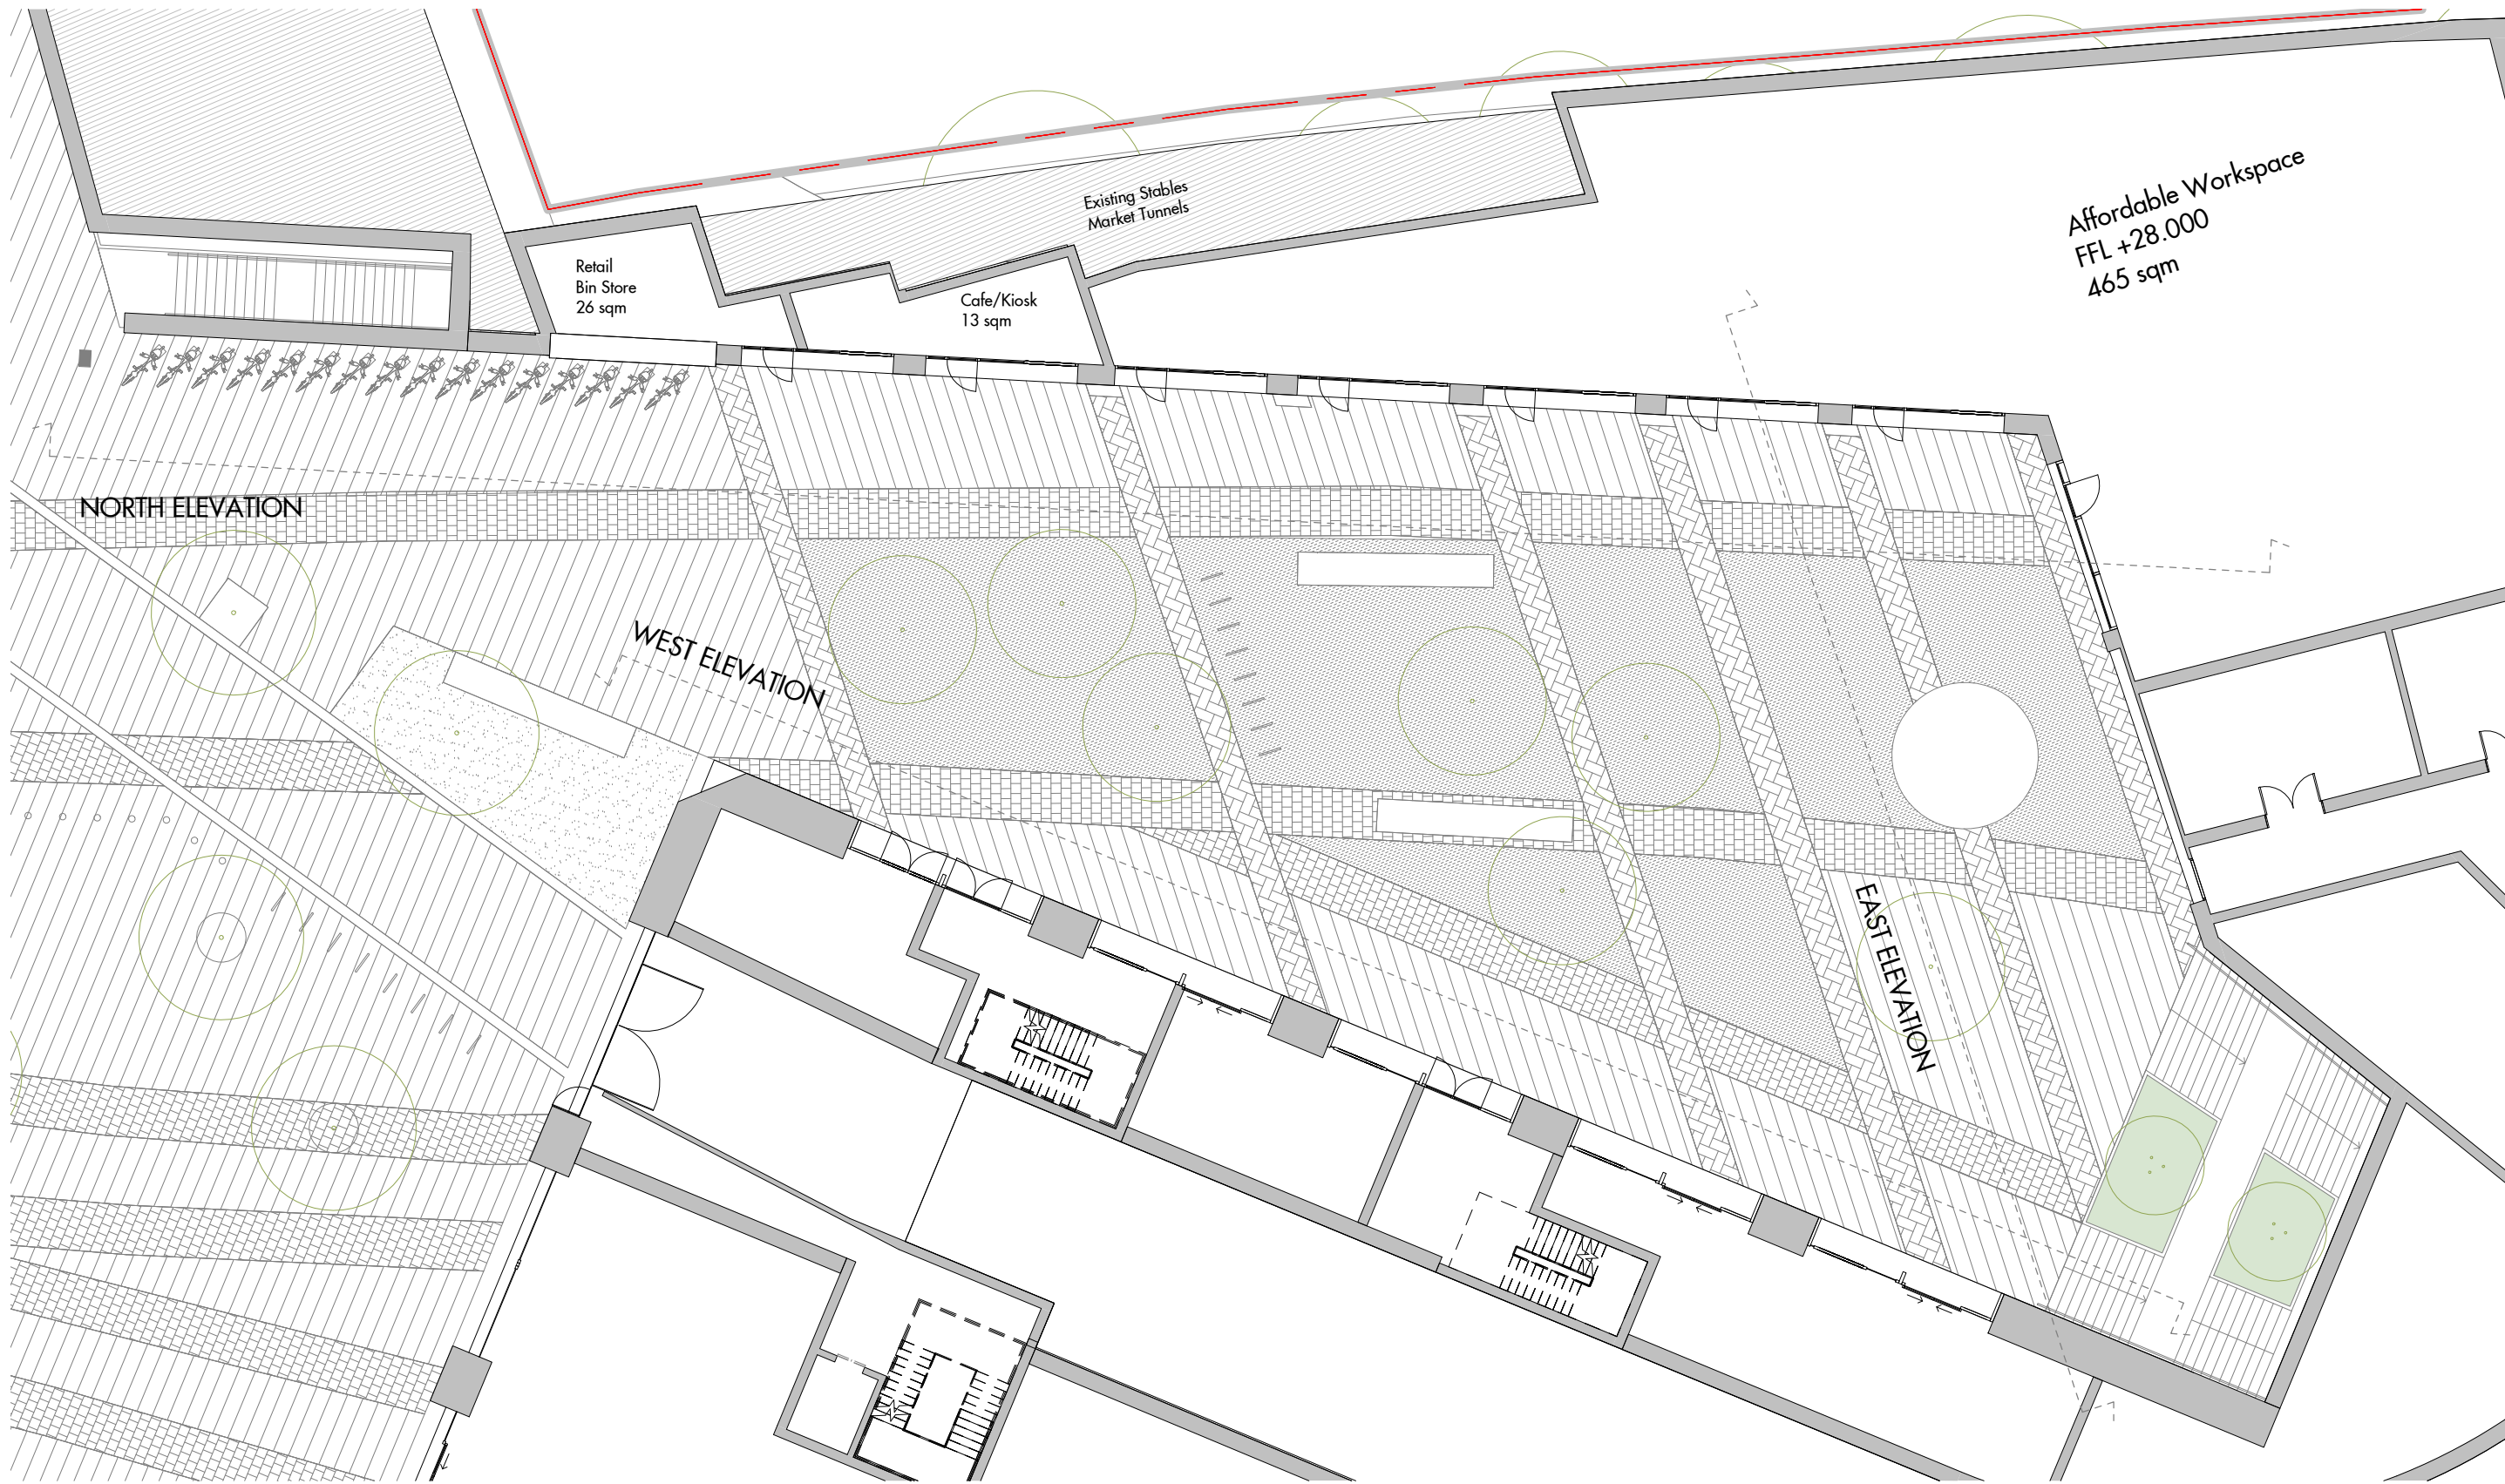 Existing Stables
Market Tunnels
Affordable Workspace
FFL +28.000
465 sqm
Retail
Bin Store
26 sqm
Cafe/Kiosk
13 sqm
NORTH ELEVATION
WEST ELEVATION
EAST ELEVATION